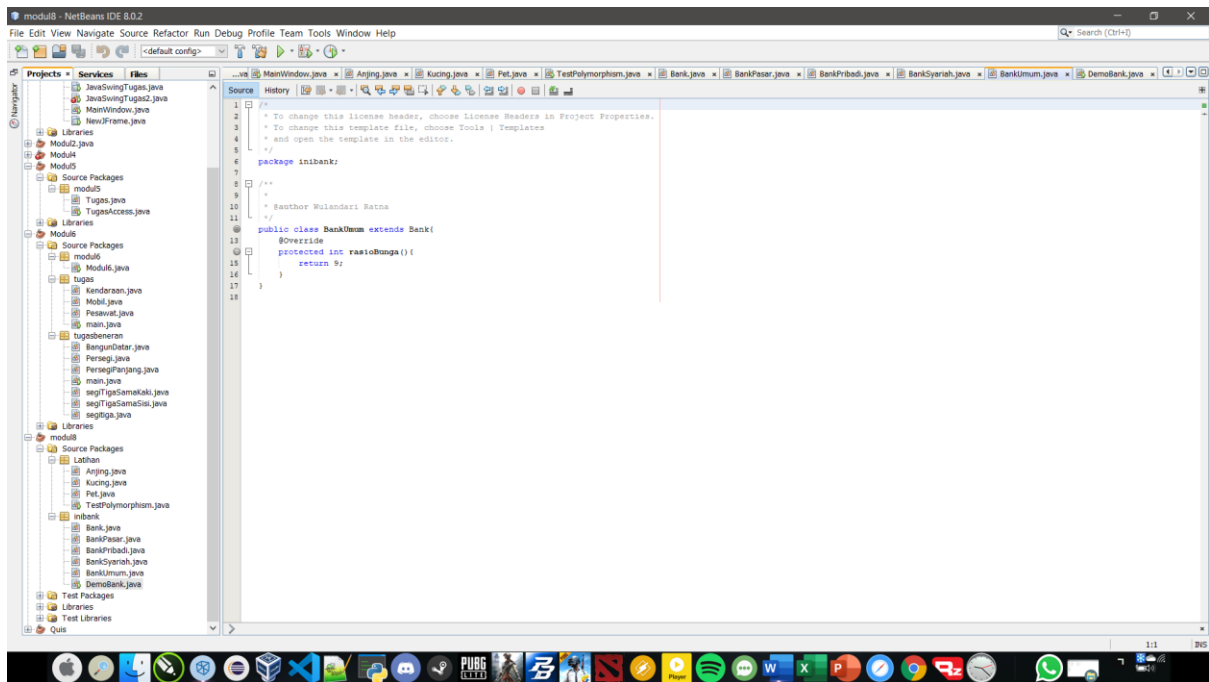 modul8 - NetBeans IDE 8.0.2
File Edit View Navigate Source Refactor Run Debug Profile Team Tools Window Help
Search (Ctrl+I)
<default config>
Projects Services Files
...va MainWindow.java Anjing.java Kucing.java Pet.java TestPolymorphism.java Bank.java BankPasar.java BankPribadi.java BankSyariah.java BankUmum.java DemoBank.java
Navigator
JavaSwingTugas.java
JavaSwingTugas2.java
MainWindow.java
NewJFrame.java
Libraries
Modul2.java
Modul4
Modul5
Source Packages
modul5
Tugas.java
TugasAccess.java
Libraries
Modul6
Source Packages
modul6
Modul6.java
tugas
Kendaraan.java
Mobil.java
Pesawat.java
main.java
tugasbeneran
BangunDatar.java
Persegi.java
PersegiPanjang.java
main.java
segiTigaSamaKaki.java
segiTigaSamaSisi.java
segitiga.java
Libraries
modul8
Source Packages
Latihan
Anjing.java
Kucing.java
Pet.java
TestPolymorphism.java
inibank
Bank.java
BankPasar.java
BankPribadi.java
BankSyariah.java
BankUmum.java
DemoBank.java
Test Packages
Libraries
Test Libraries
Quis
Source History
1 /*
2 * To change this license header, choose License Headers in Project Properties.
3 * To change this template file, choose Tools | Templates
4 * and open the template in the editor.
5 */
6 package inibank;
7
8 /**
9 *
10 * @author Wulandari Ratna
11 */
public class BankUmum extends Bank{
13 @Override
protected int rasioBunga(){
15 return 9;
16 }
17 }
18
1:1 INS
PUBG
LITE
Player
W X P